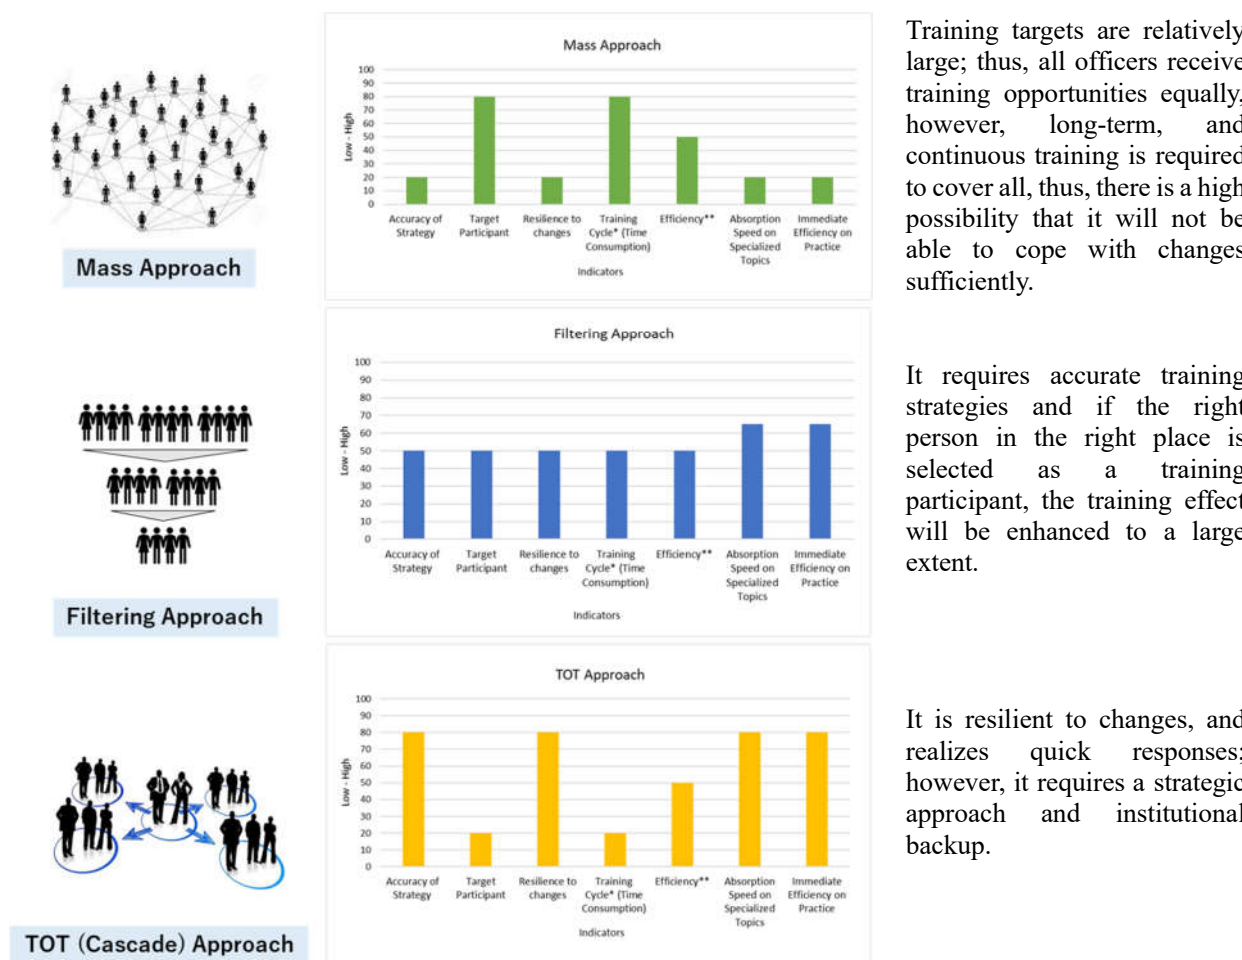 Mass Approach
Mass Approach
Low - High
100
90
80
70
60
50
40
30
20
10
0
Accuracy of Strategy
Target Participant
Resilience to changes
Training Cycle* (Time Consumption)
Efficiency**
Absorption Speed on Specialized Topics
Immediate Efficiency on Practice
Indicators
Training targets are relatively
large; thus, all officers receive
training opportunities equally,
however, long-term, and
continuous training is required
to cover all, thus, there is a high
possibility that it will not be
able to cope with changes
sufficiently.
Filtering Approach
Filtering Approach
Low - High
100
90
80
70
60
50
40
30
20
10
0
Accuracy of Strategy
Target Participant
Resilience to changes
Training Cycle* (Time Consumption)
Efficiency**
Absorption Speed on Specialized Topics
Immediate Efficiency on Practice
Indicators
It requires accurate training
strategies and if the right
person in the right place is
selected as a training
participant, the training effect
will be enhanced to a large
extent.
TOT (Cascade) Approach
TOT Approach
Low - High
100
90
80
70
60
50
40
30
20
10
0
Accuracy of Strategy
Target Participant
Resilience to changes
Training Cycle* (Time Consumption)
Efficiency**
Absorption Speed on Specialized Topics
Immediate Efficiency on Practice
Indicators
It is resilient to changes, and
realizes quick responses;
however, it requires a strategic
approach and institutional
backup.